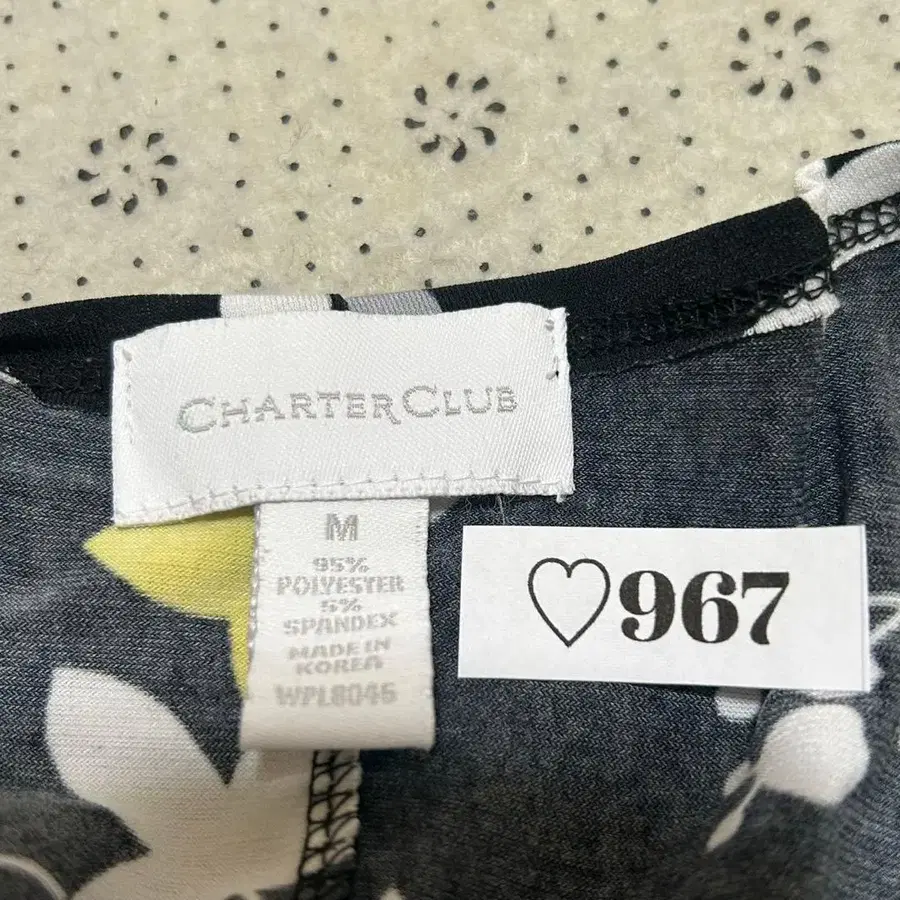 CHARTER CLUB
M
95%
POLYESTER
5%
SPANDEX
MADE IN
KOREA
WPL8046
♡967